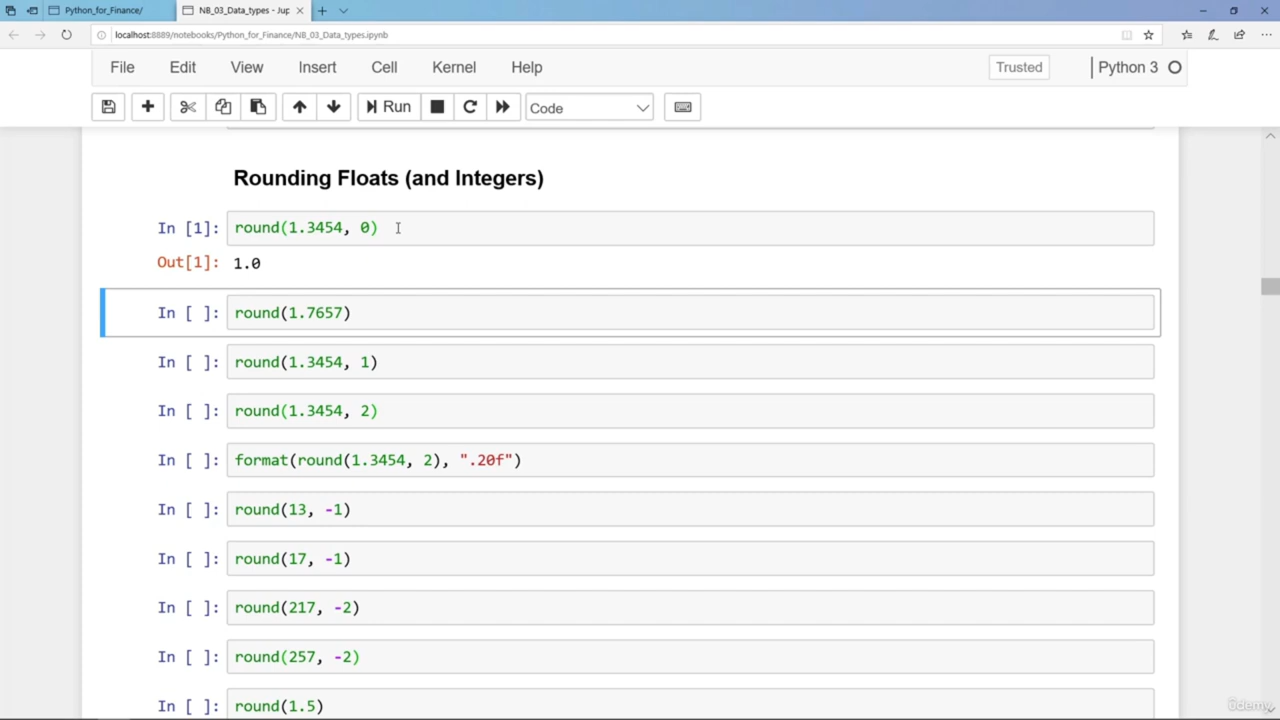 Python_for_Finance/
NB_03_Data_types - Jup
localhost:8889/notebooks/Python_for_Finance/NB_03_Data_types.ipynb
File Edit View Insert Cell Kernel Help Trusted Python 3
Run Code
Rounding Floats (and Integers)
In [1]: round(1.3454, 0)
Out[1]: 1.0
In [ ]: round(1.7657)
In [ ]: round(1.3454, 1)
In [ ]: round(1.3454, 2)
In [ ]: format(round(1.3454, 2), ".20f")
In [ ]: round(13, -1)
In [ ]: round(17, -1)
In [ ]: round(217, -2)
In [ ]: round(257, -2)
In [ ]: round(1.5)
ûdemy